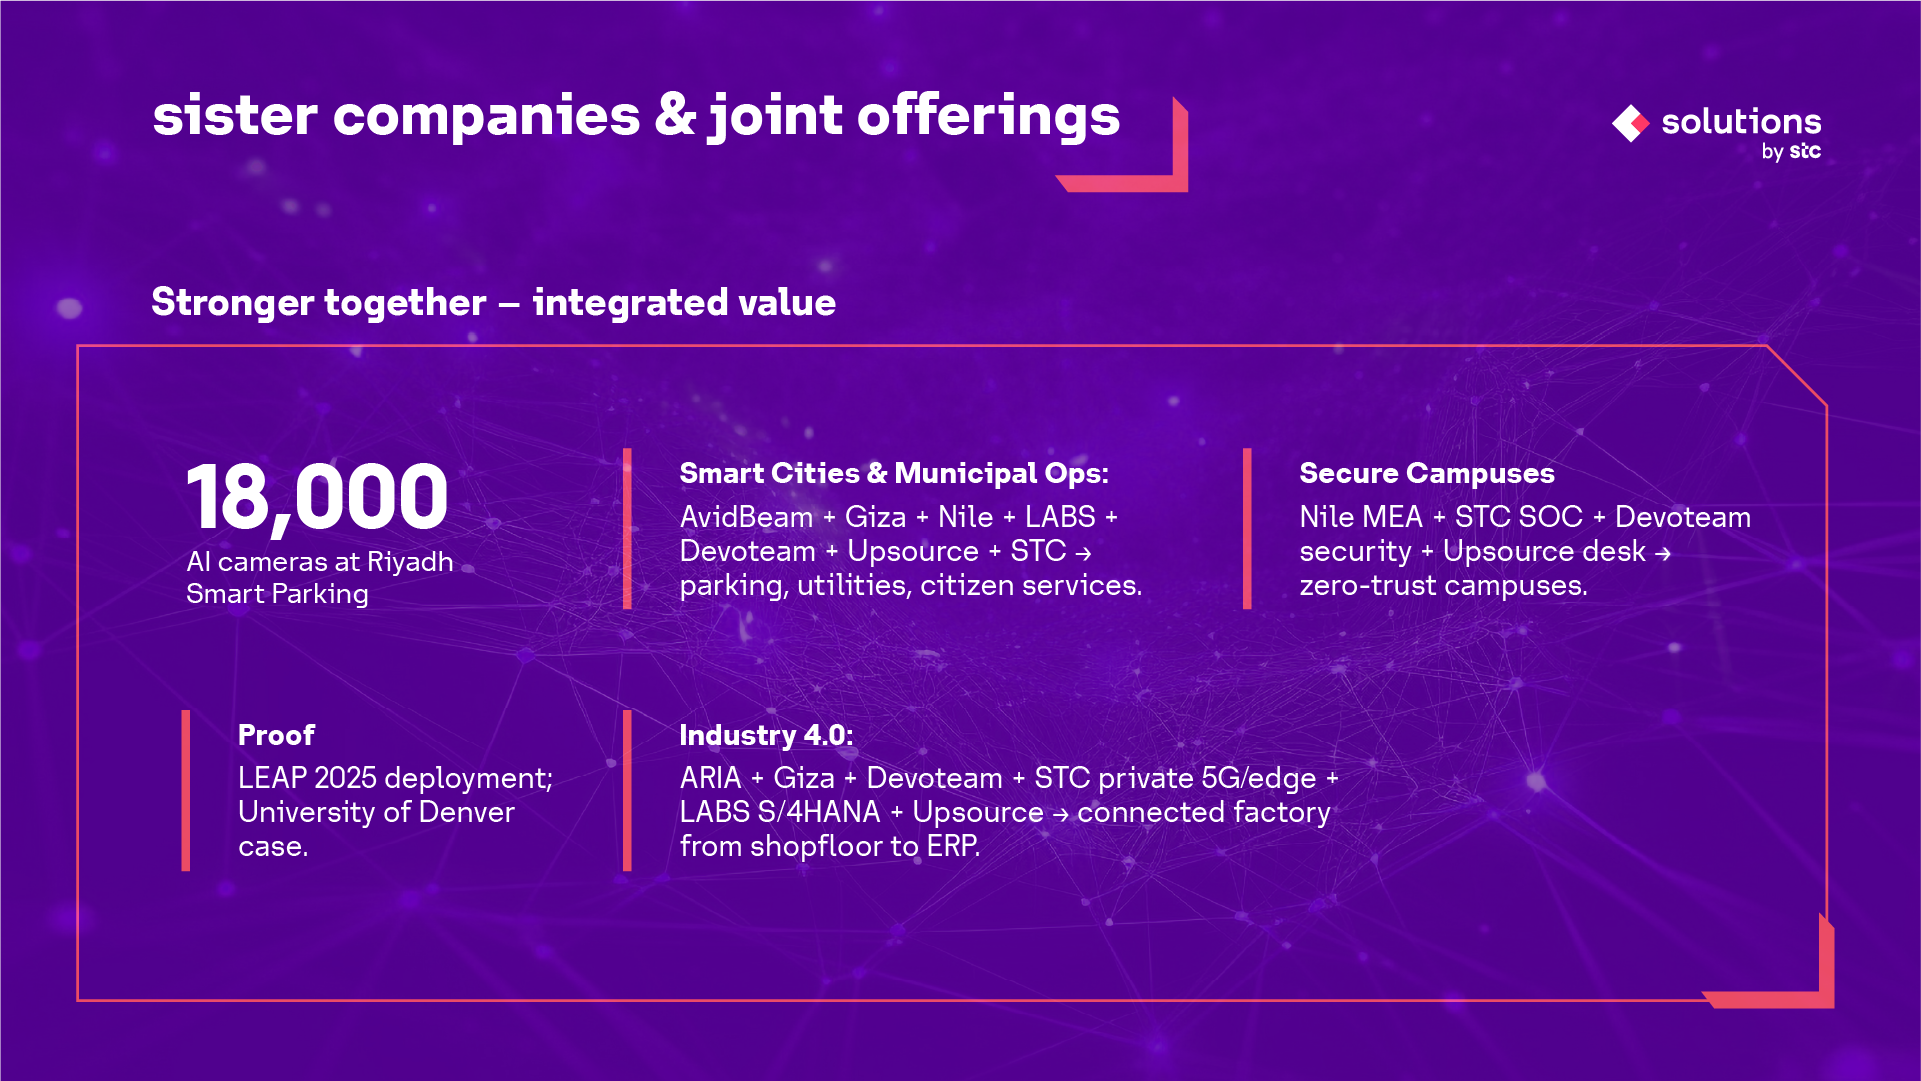 sister companies & joint offerings
solutions
by stc
Stronger together – integrated value
18,000
AI cameras at Riyadh
Smart Parking
Smart Cities & Municipal Ops:
AvidBeam + Giza + Nile + LABS +
Devoteam + Upsource + STC →
parking, utilities, citizen services.
Secure Campuses
Nile MEA + STC SOC + Devoteam
security + Upsource desk →
zero-trust campuses.
Proof
LEAP 2025 deployment;
University of Denver
case.
Industry 4.0:
ARIA + Giza + Devoteam + STC private 5G/edge +
LABS S/4HANA + Upsource → connected factory
from shopfloor to ERP.